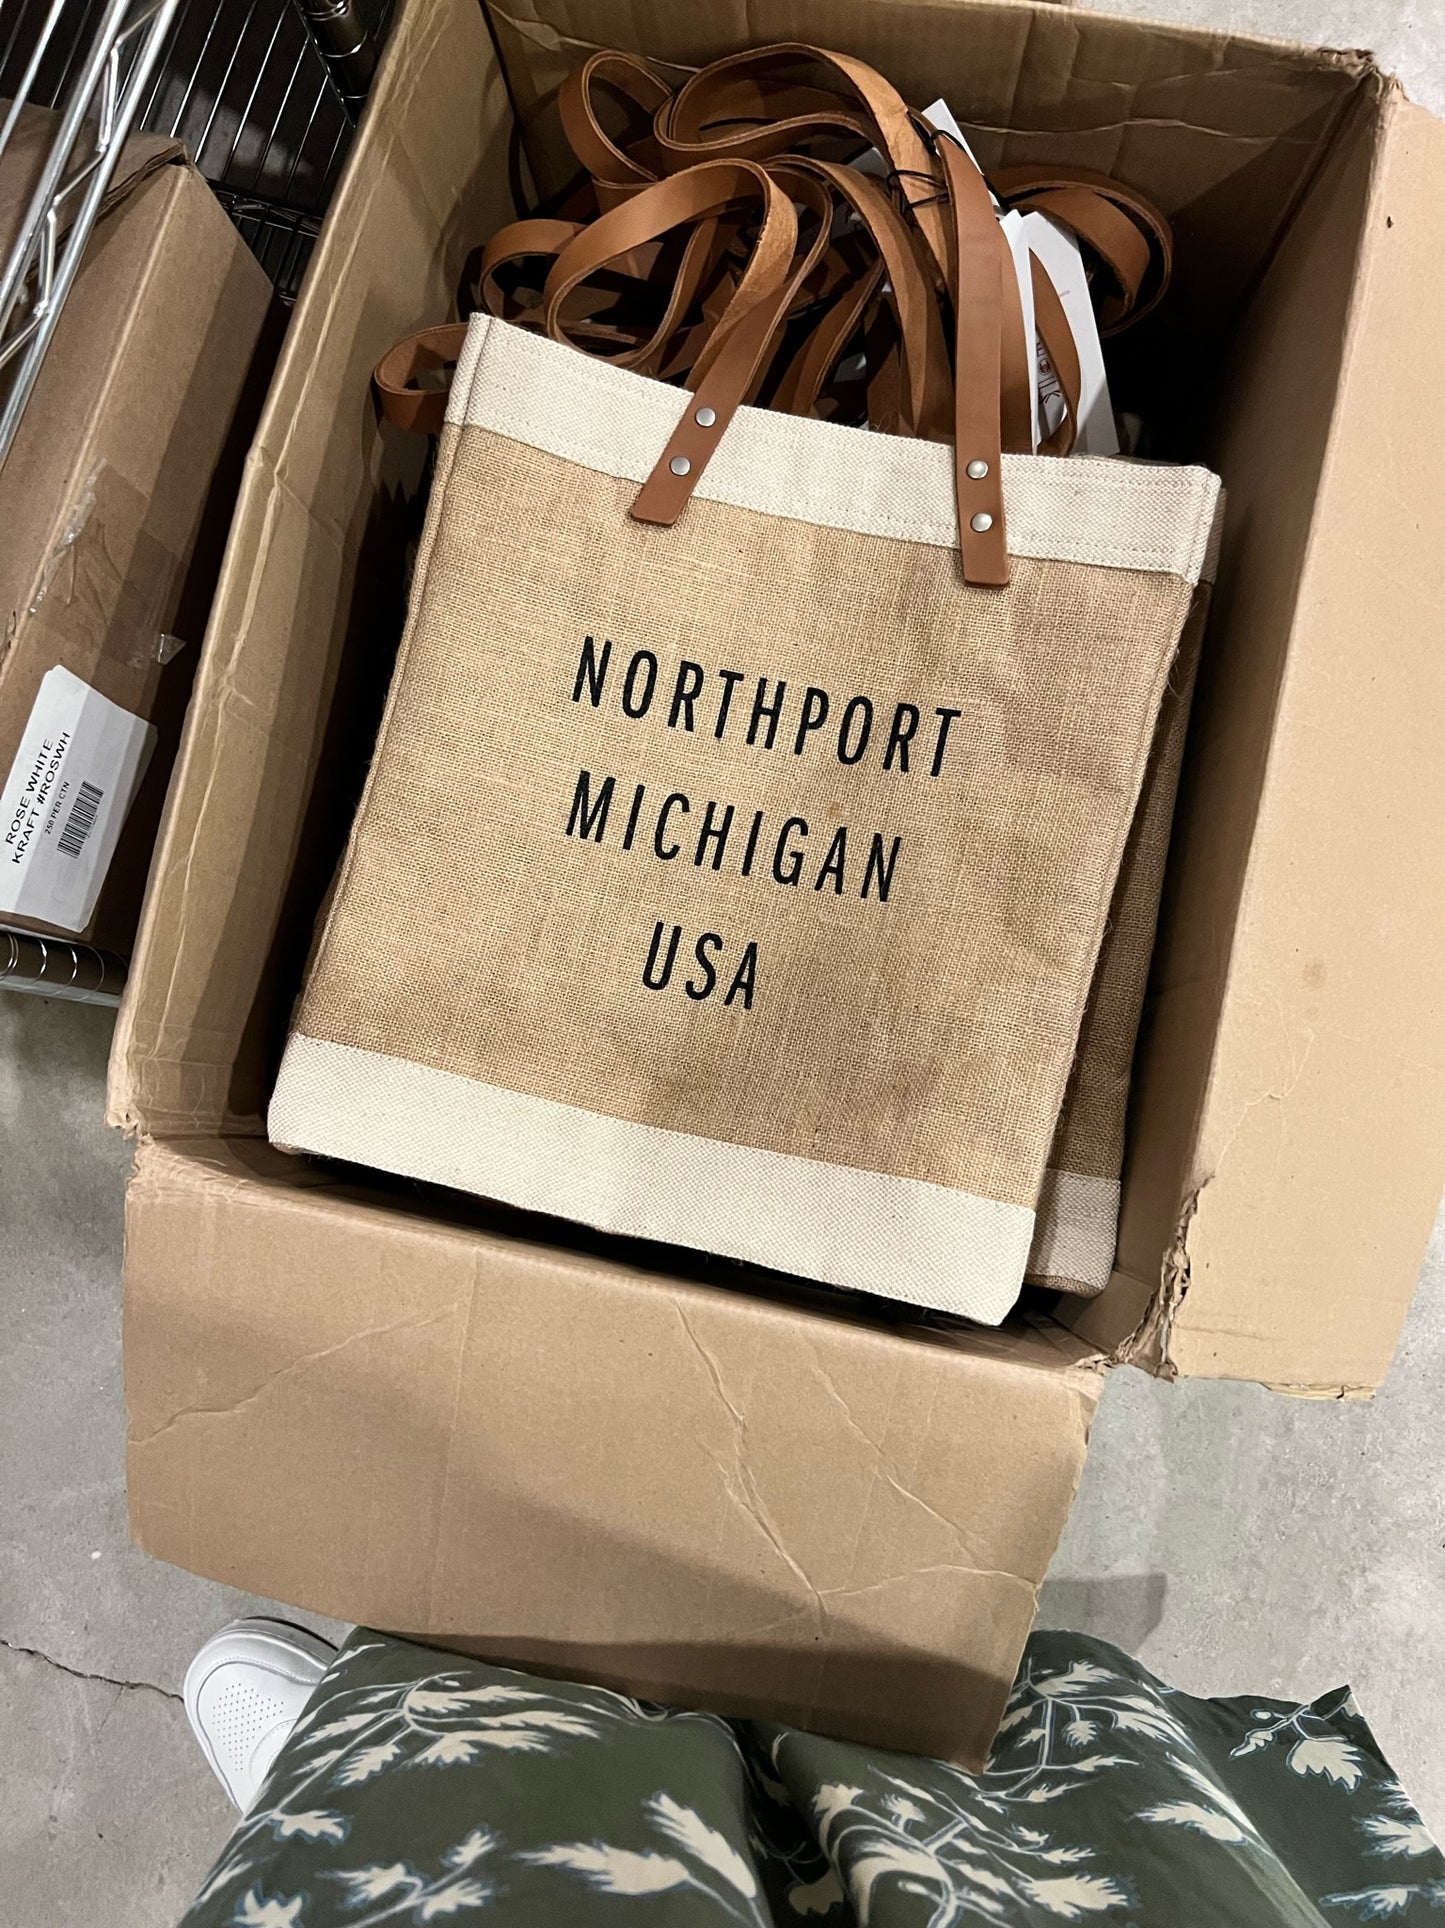 NORTHPORT
MICHIGAN
USA
ROSE WHITE
KRAFT #ROSWH
250 PER CTN